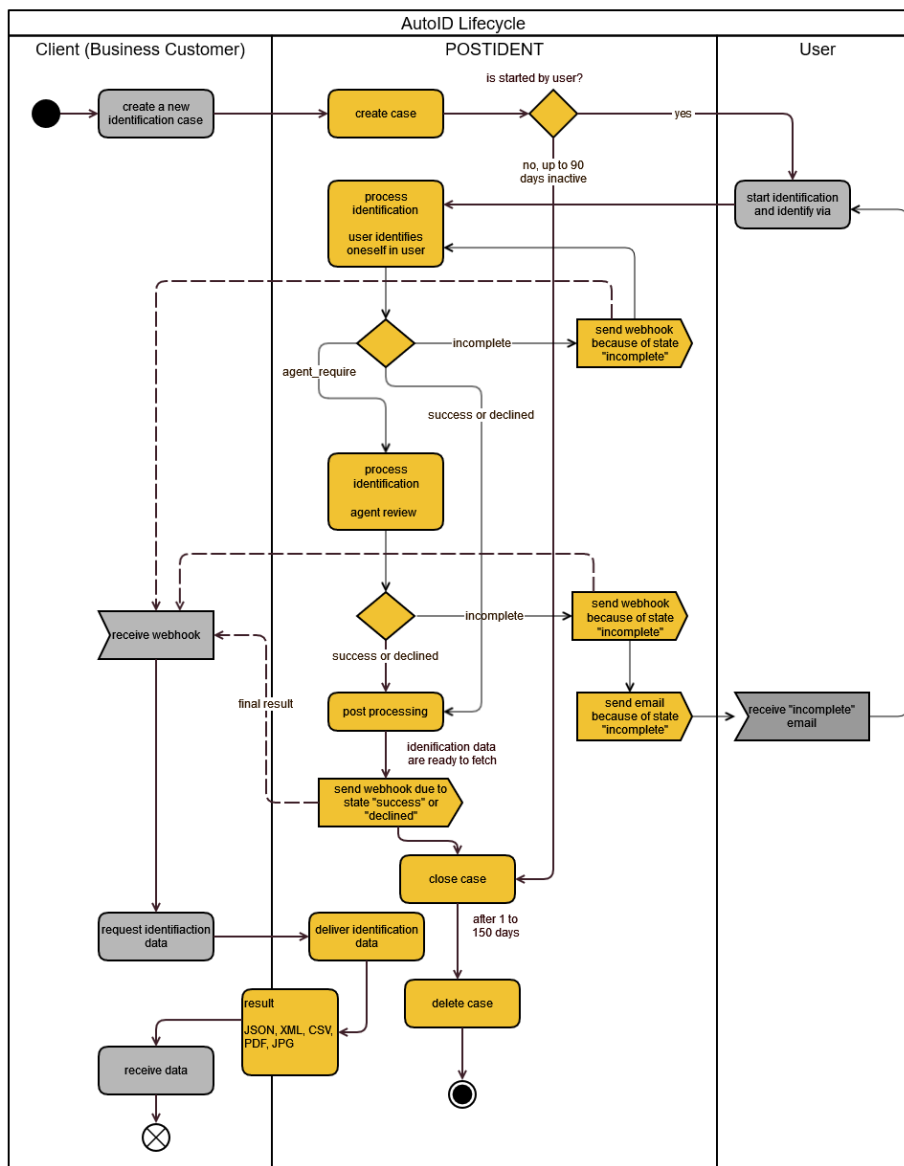 AutoID Lifecycle
Client (Business Customer)
POSTIDENT
User
is started by user?
create a new
identification case
create case
yes
no, up to 90
days inactive
process
identification
user identifies
oneself in user
start identification
and identify via
send webhook
because of state
"incomplete"
incomplete
agent_require
success or declined
process
identification
agent review
send webhook
because of state
"incomplete"
incomplete
receive webhook
success or declined
final result
post processing
send email
because of state
"incomplete"
receive "incomplete"
email
idenification data
are ready to fetch
send webhook due to
state "success" or
"declined"
close case
after 1 to
150 days
request identifiaction
data
deliver identification
data
delete case
result
JSON, XML, CSV,
PDF, JPG
receive data